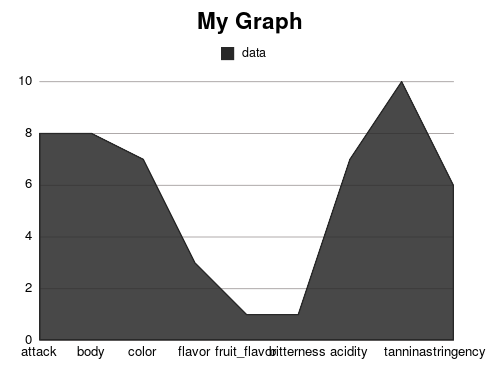 My Graph
data
10
8
6
4
2
0
attack body color flavor fruit_flavor bitterness acidity tannin astringency